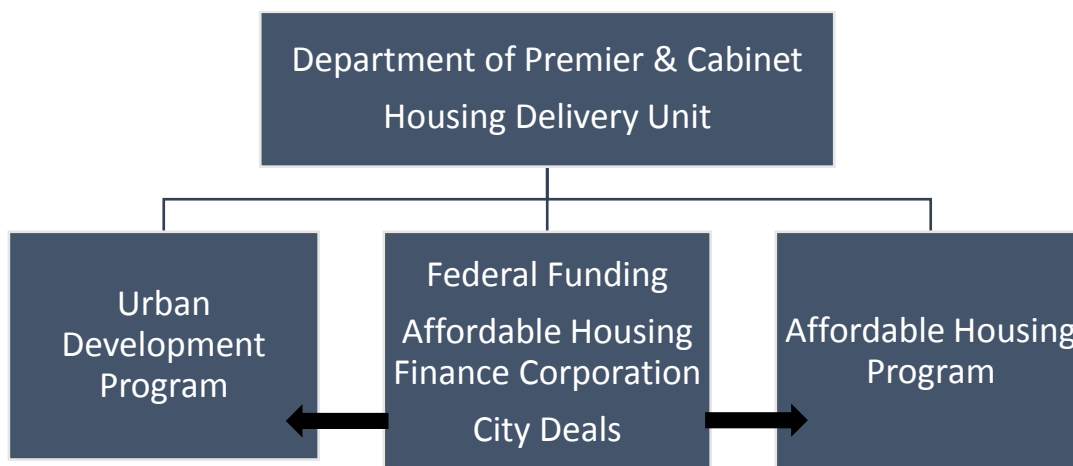 Department of Premier & Cabinet
Housing Delivery Unit
Urban
Development
Program
Federal Funding
Affordable Housing
Finance Corporation
City Deals
Affordable Housing
Program